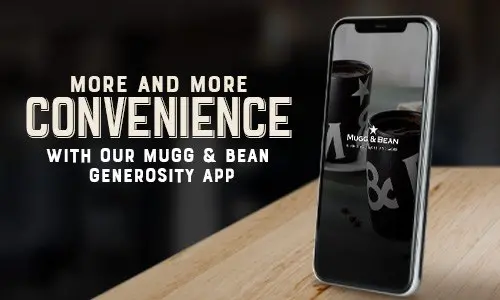 MORE AND MORE
CONVENIENCE
WITH OUR MUGG & BEAN
GENEROSITY APP
MUGG & BEAN